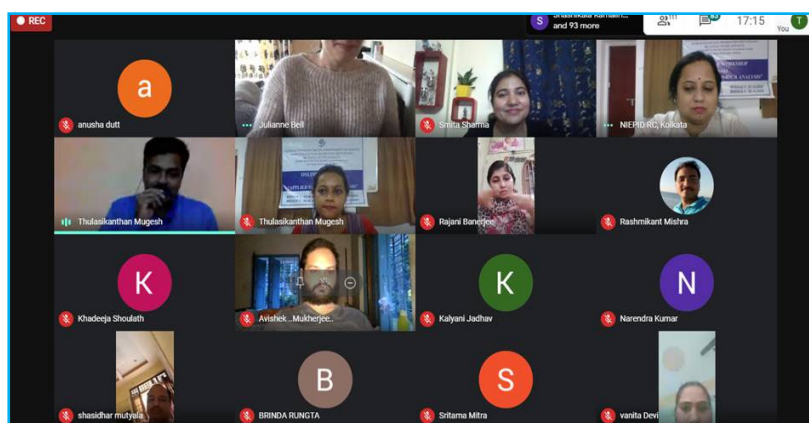 REC
S
and 93 more
111
17:15
You
T
a
anusha dutt
Julianne Bell
Smita Sharma
NIEPID RC, Kolkata
Thulasikanthan Mugesh
Thulasikanthan Mugesh
Rajani Banerjee
Rashmikant Mishra
K
Khadeeja Shoulath
Avishek ..Mukherjee..
K
Kalyani Jadhav
N
Narendra Kumar
shasidhar mutyala
B
BRINDA RUNGTA
S
Sritama Mitra
vanita Devi